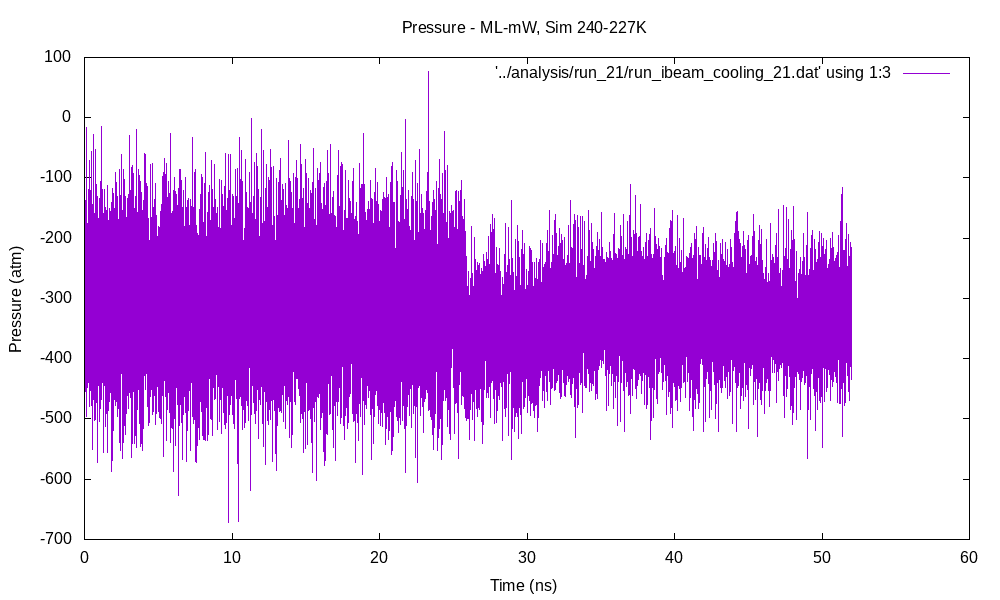 Pressure - ML-mW, Sim 240-227K
'../analysis/run_21/run_ibeam_cooling_21.dat' using 1:3
100
0
-100
-200
-300
-400
-500
-600
-700
Pressure (atm)
0 10 20 30 40 50 60
Time (ns)